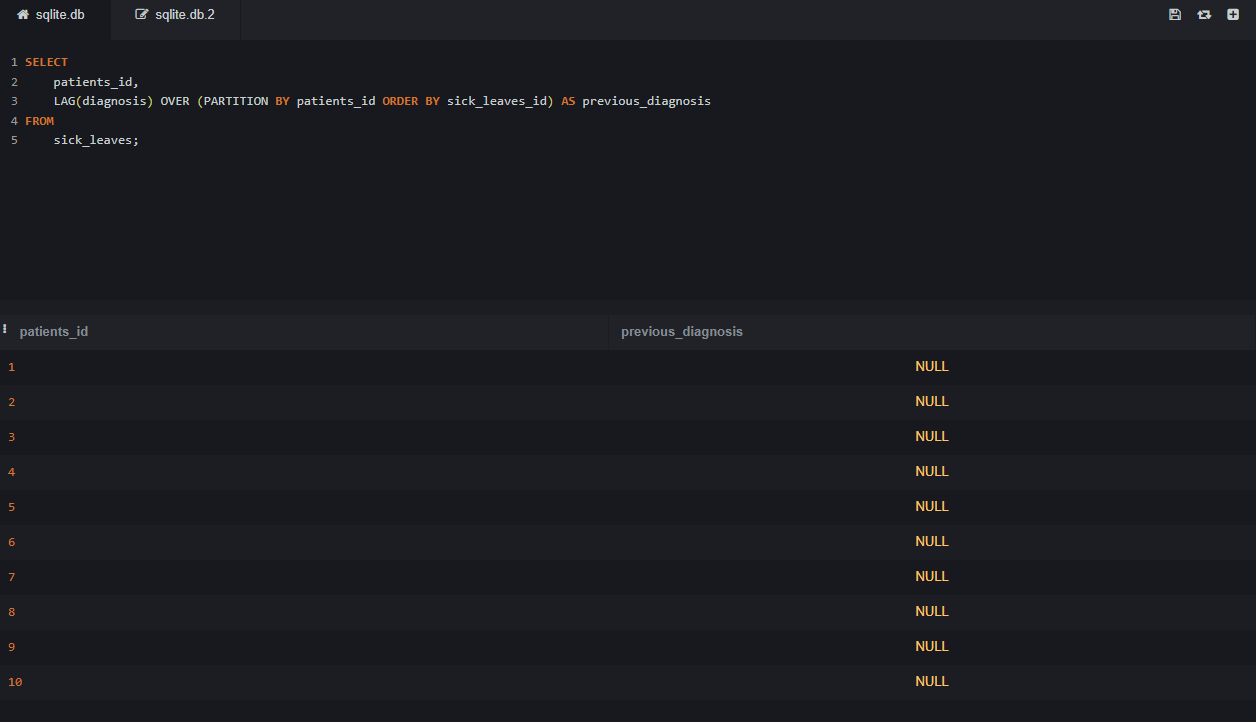 sqlite.db sqlite.db.2
1 SELECT
2     patients_id,
3     LAG(diagnosis) OVER (PARTITION BY patients_id ORDER BY sick_leaves_id) AS previous_diagnosis
4 FROM
5     sick_leaves;
patients_id previous_diagnosis
1 NULL
2 NULL
3 NULL
4 NULL
5 NULL
6 NULL
7 NULL
8 NULL
9 NULL
10 NULL